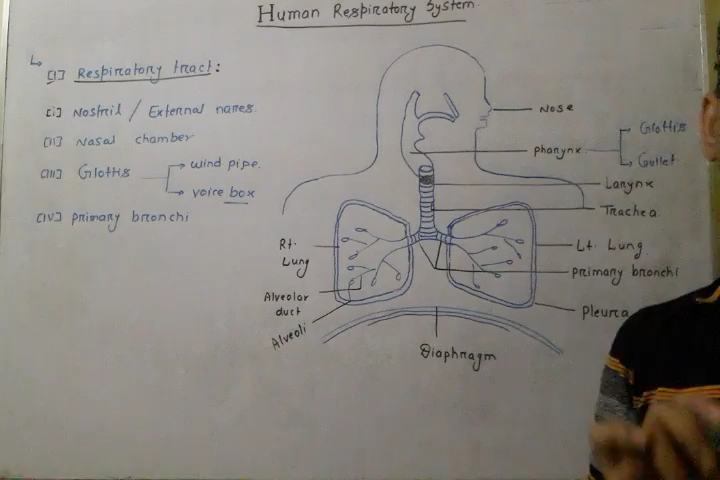 Human Respiratory System
[1] Respiratory tract:
[i] Nostril / External nares.
[ii] Nasal chamber
[iii] Glottis
wind pipe.
voice box
[iv] primary bronchi
Nose
pharynx
Glottis
Gullet
Larynx
Trachea
Rt.
Lung
Lt. Lung
primary bronchi
Alveolar
duct
Alveoli
Pleura
Diaphragm